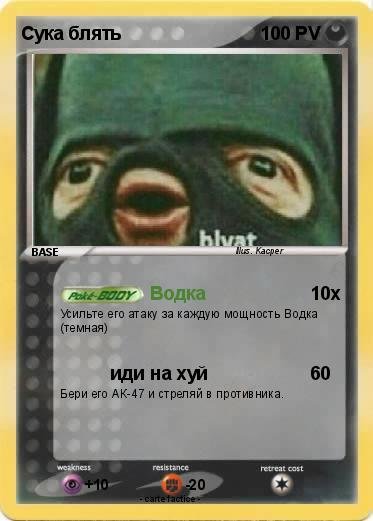 Сука блять 100 PV
blyat
BASE Illus. Kacper
Poké-BODY Водка 10x
Усильте его атаку за каждую мощность Водка
(темная)
иди на хуй 60
Бери его АК-47 и стреляй в противника.
weakness resistance retreat cost
+10 -20
- carte factice -